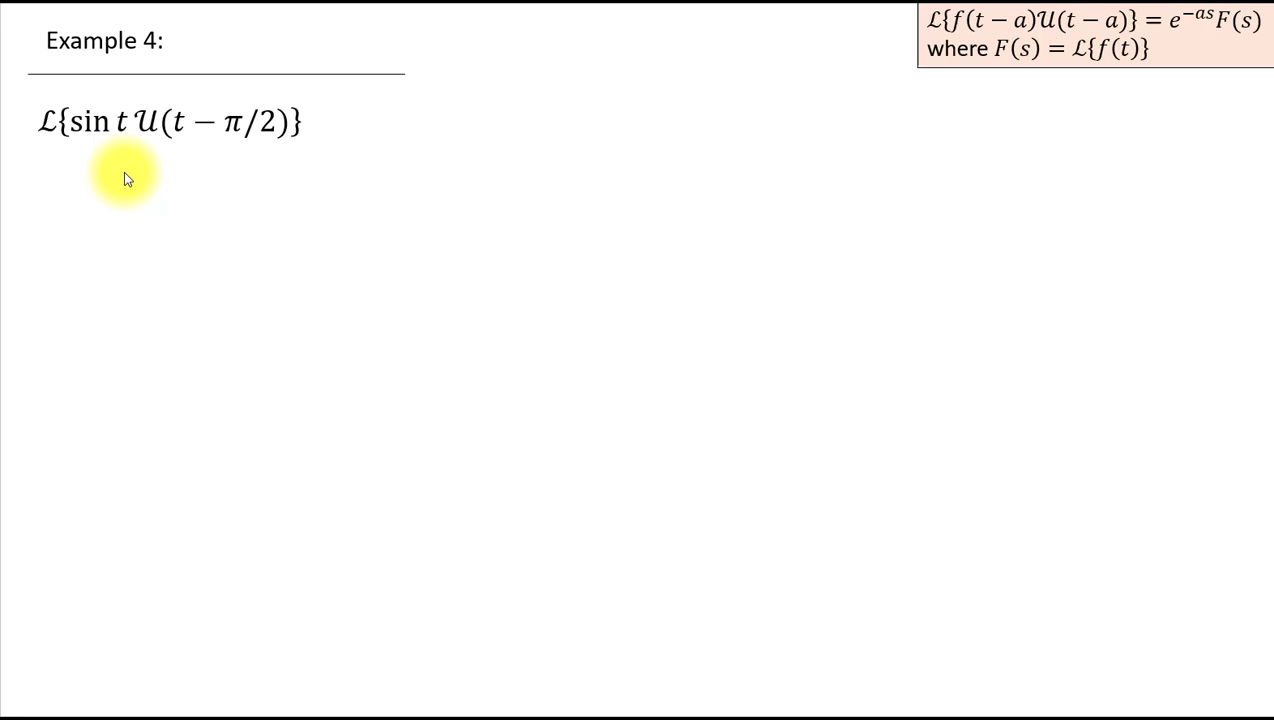 Example 4:
ℒ{f(t − a)𝒰(t − a)} = e^{−as}F(s)
where F(s) = ℒ{f(t)}
ℒ{sin t 𝒰(t − π/2)}